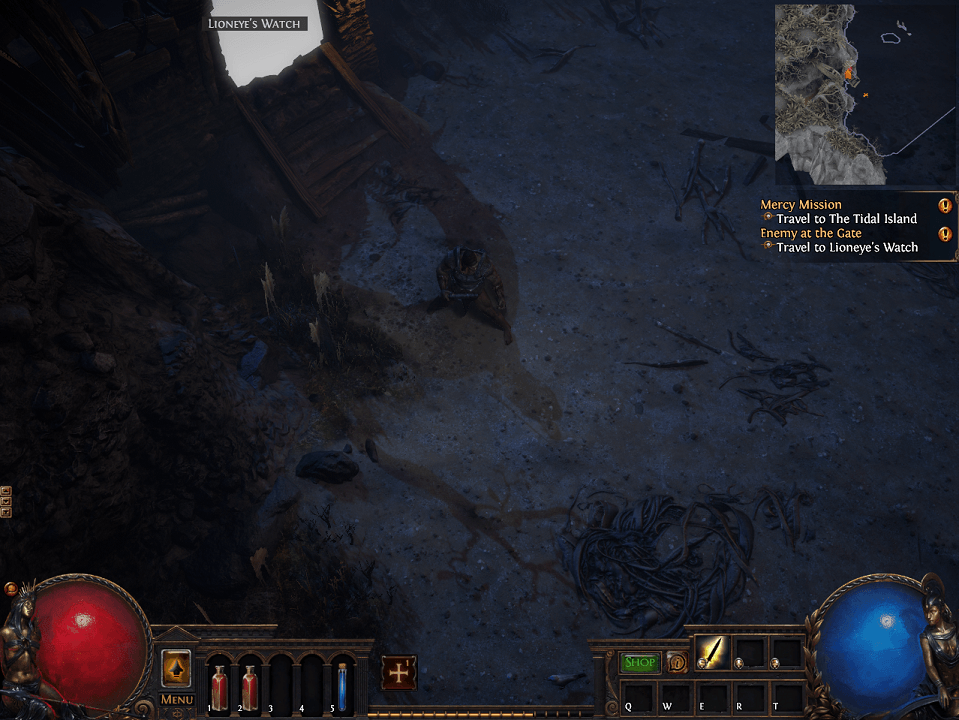 Lioneye's Watch
Mercy Mission
Travel to The Tidal Island
Enemy at the Gate
Travel to Lioneye's Watch
Menu
1 2 3 4 5
Shop
Q W E R T